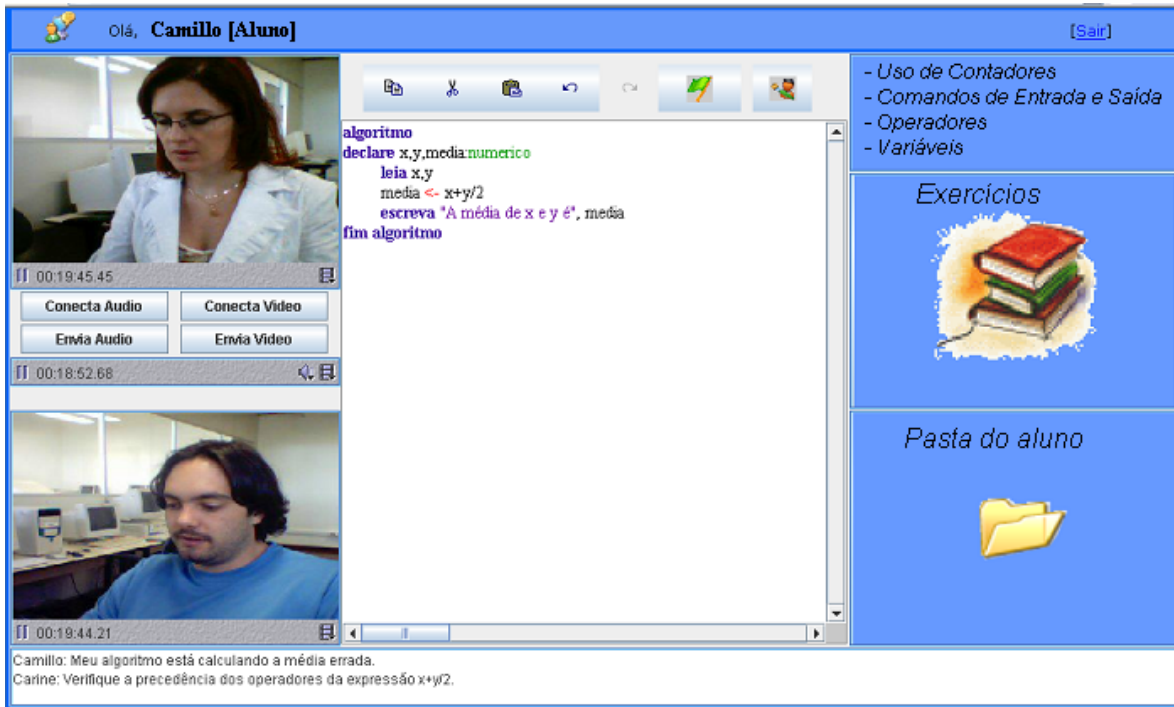 Olá, Camillo [Aluno]
[Sair]
00:19:45.45
Conecta Audio
Conecta Video
Envia Audio
Envia Video
00:18:52.68
00:19:44.21
algoritmo
declare x,y,media:numerico
leia x,y
media <- x+y/2
escreva "A média de x e y é", media
fim algoritmo
- Uso de Contadores
- Comandos de Entrada e Saída
- Operadores
- Variáveis
Exercícios
Pasta do aluno
Camillo: Meu algoritmo está calculando a média errada.
Carine: Verifique a precedência dos operadores da expressão x+y/2.